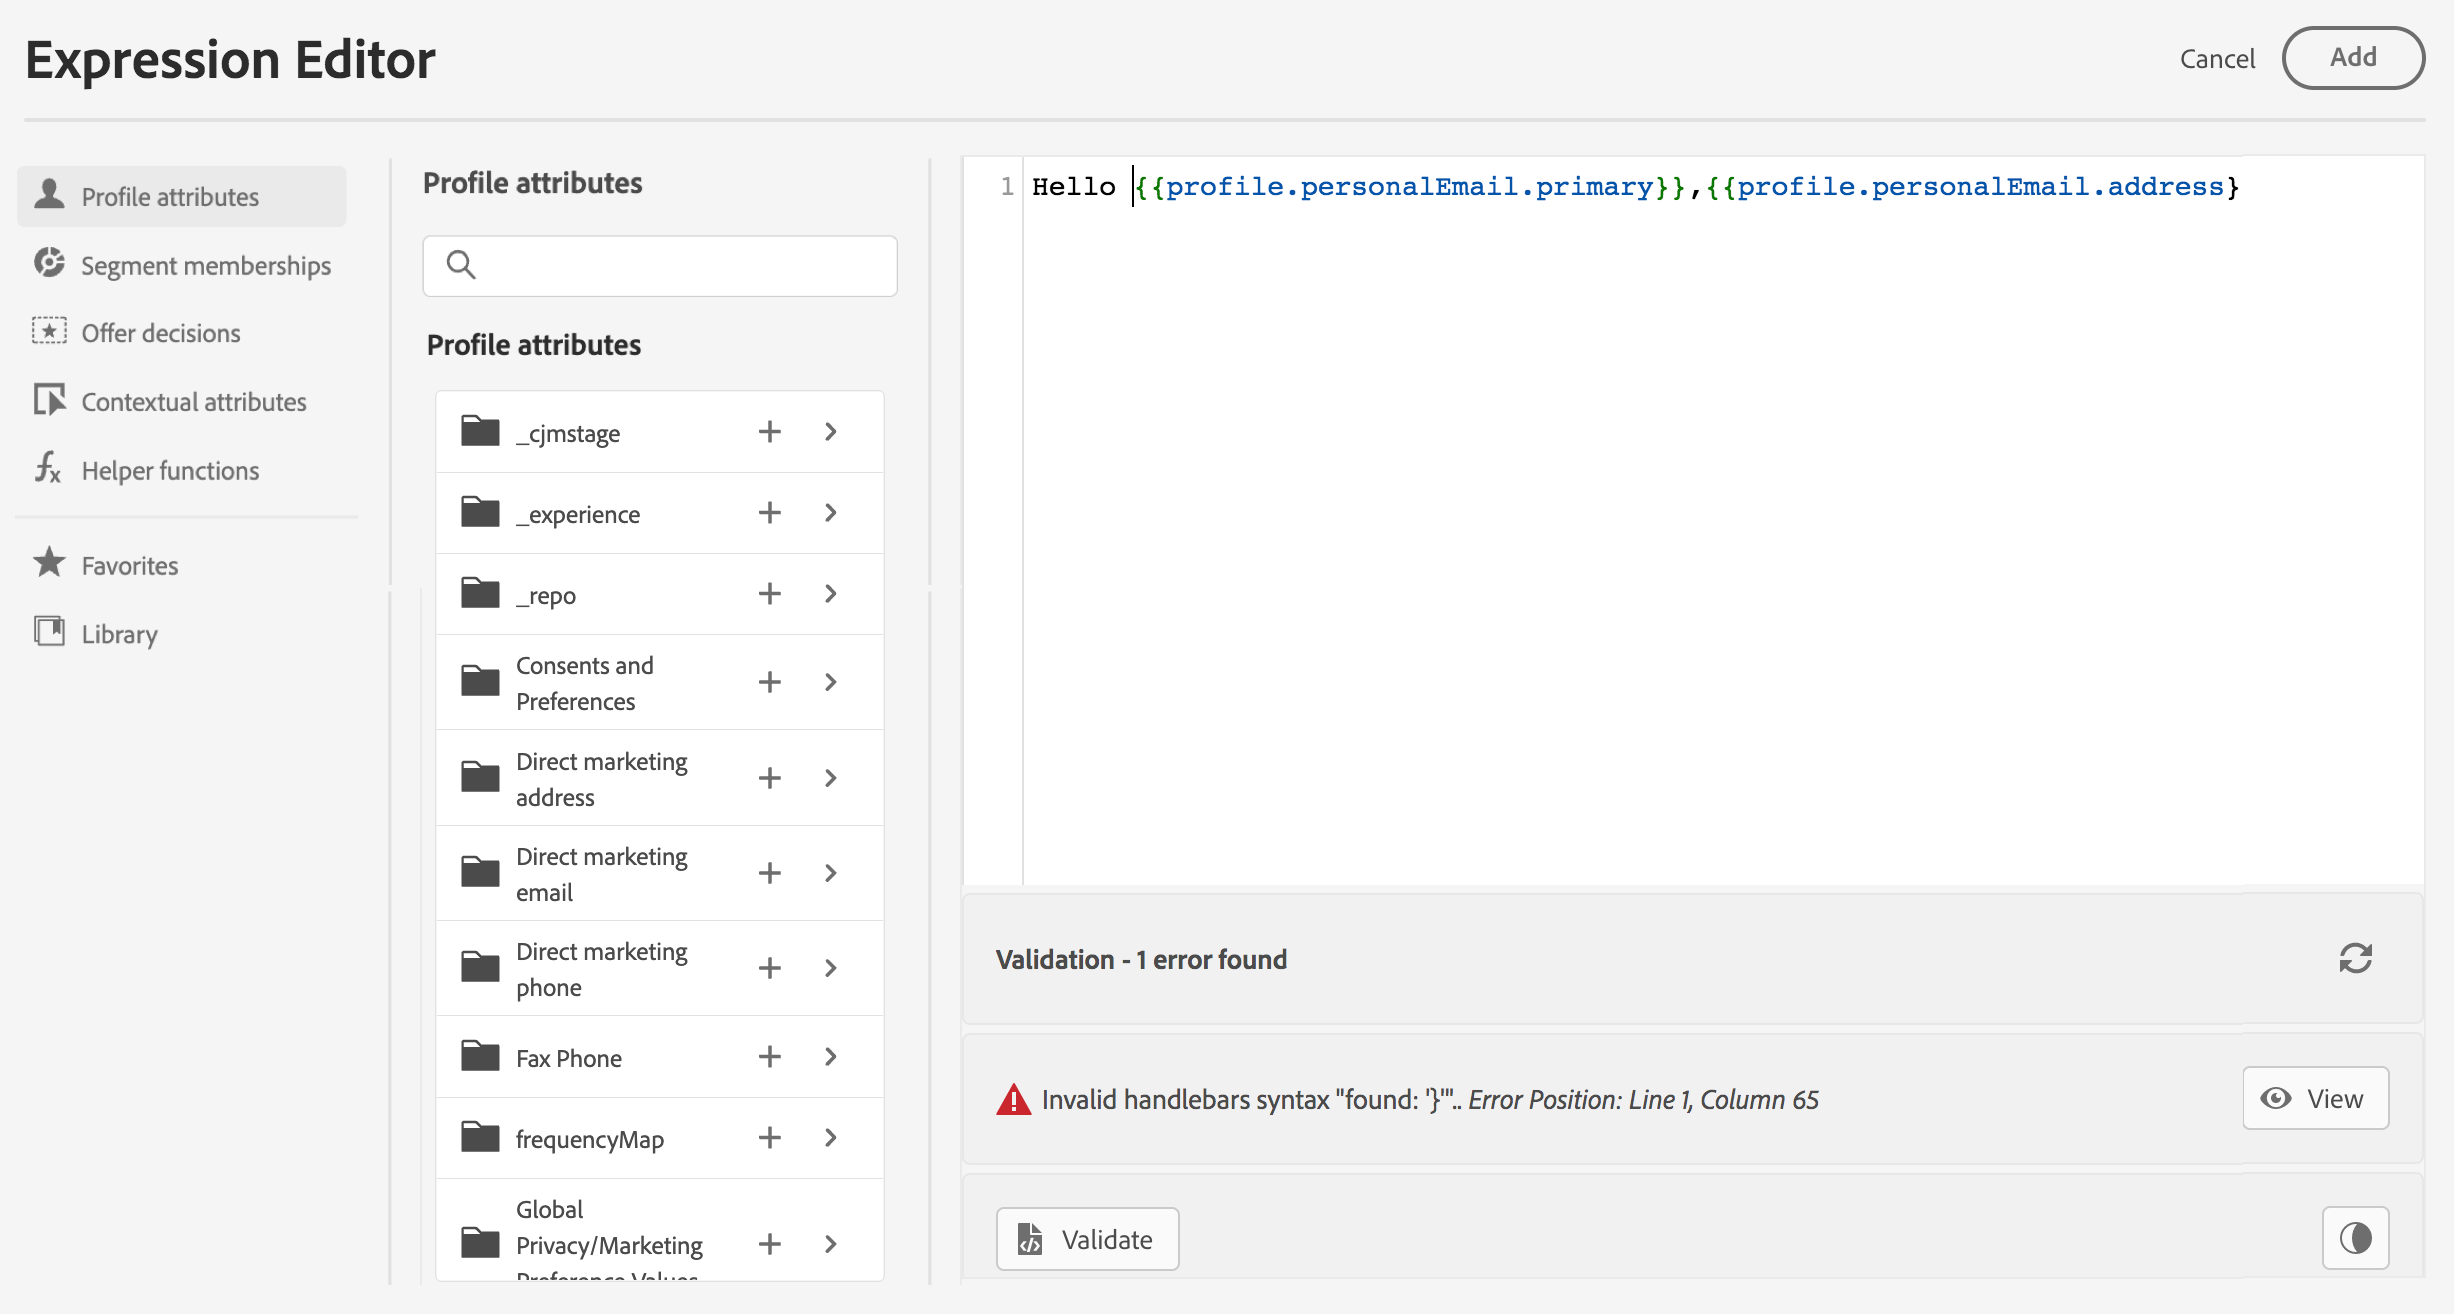 Expression Editor
Cancel
Add
Profile attributes
Segment memberships
Offer decisions
Contextual attributes
Helper functions
Favorites
Library
Profile attributes
Profile attributes
_cjmstage
_experience
_repo
Consents and
Preferences
Direct marketing
address
Direct marketing
email
Direct marketing
phone
Fax Phone
frequencyMap
Global
Privacy/Marketing
Preference Values
1 Hello {{profile.personalEmail.primary}},{{profile.personalEmail.address}
Validation - 1 error found
Invalid handlebars syntax "found: '}'".. Error Position: Line 1, Column 65
View
Validate